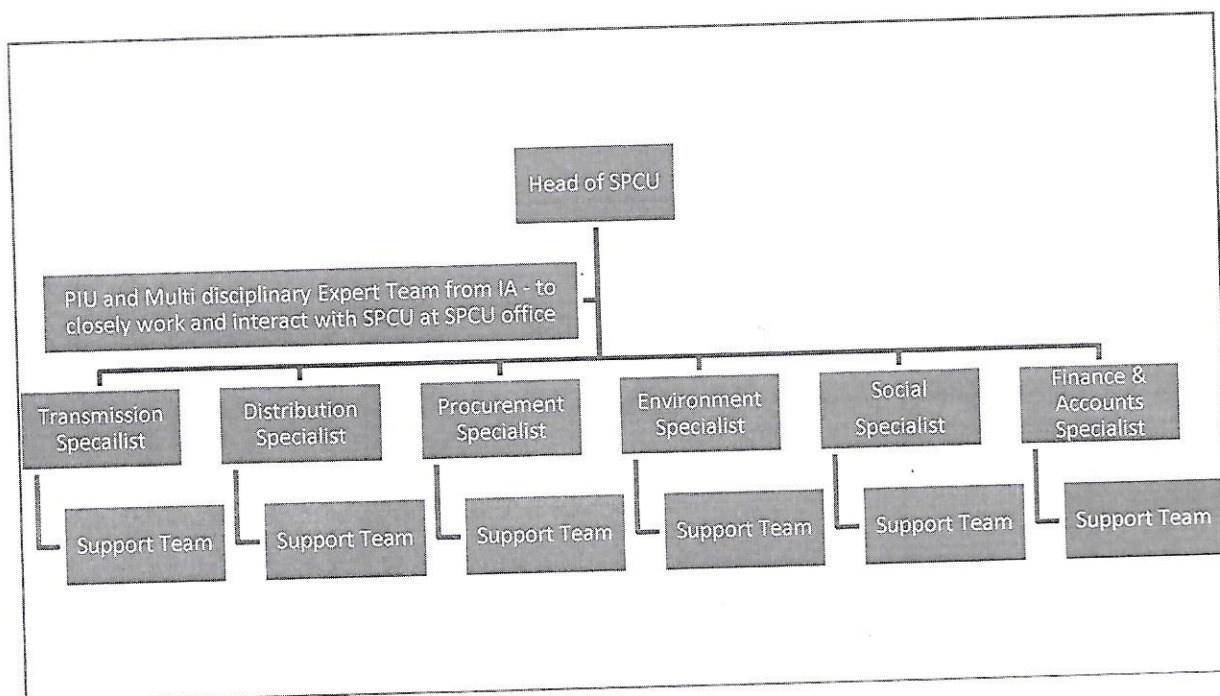 Head of SPCU
PIU and Multi disciplinary Expert Team from IA - to
closely work and interact with SPCU at SPCU office
Transmission
Specailist
Distribution
Specialist
Procurement
Specialist
Environment
Specialist
Social
Specialist
Finance &
Accounts
Specialist
Support Team
Support Team
Support Team
Support Team
Support Team
Support Team